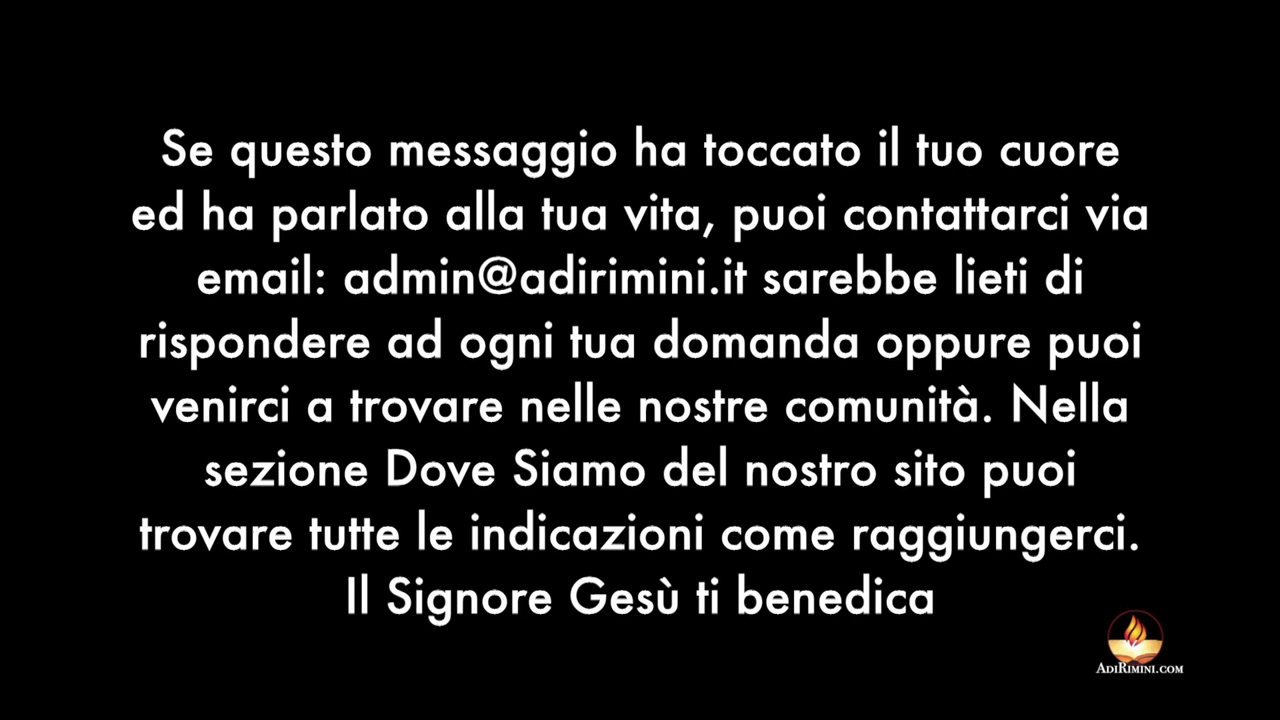 Se questo messaggio ha toccato il tuo cuore
ed ha parlato alla tua vita, puoi contattarci via
email: admin@adirimini.it sarebbe lieti di
rispondere ad ogni tua domanda oppure puoi
venirci a trovare nelle nostre comunità. Nella
sezione Dove Siamo del nostro sito puoi
trovare tutte le indicazioni come raggiungerci.
Il Signore Gesù ti benedica
AdiRimini.com